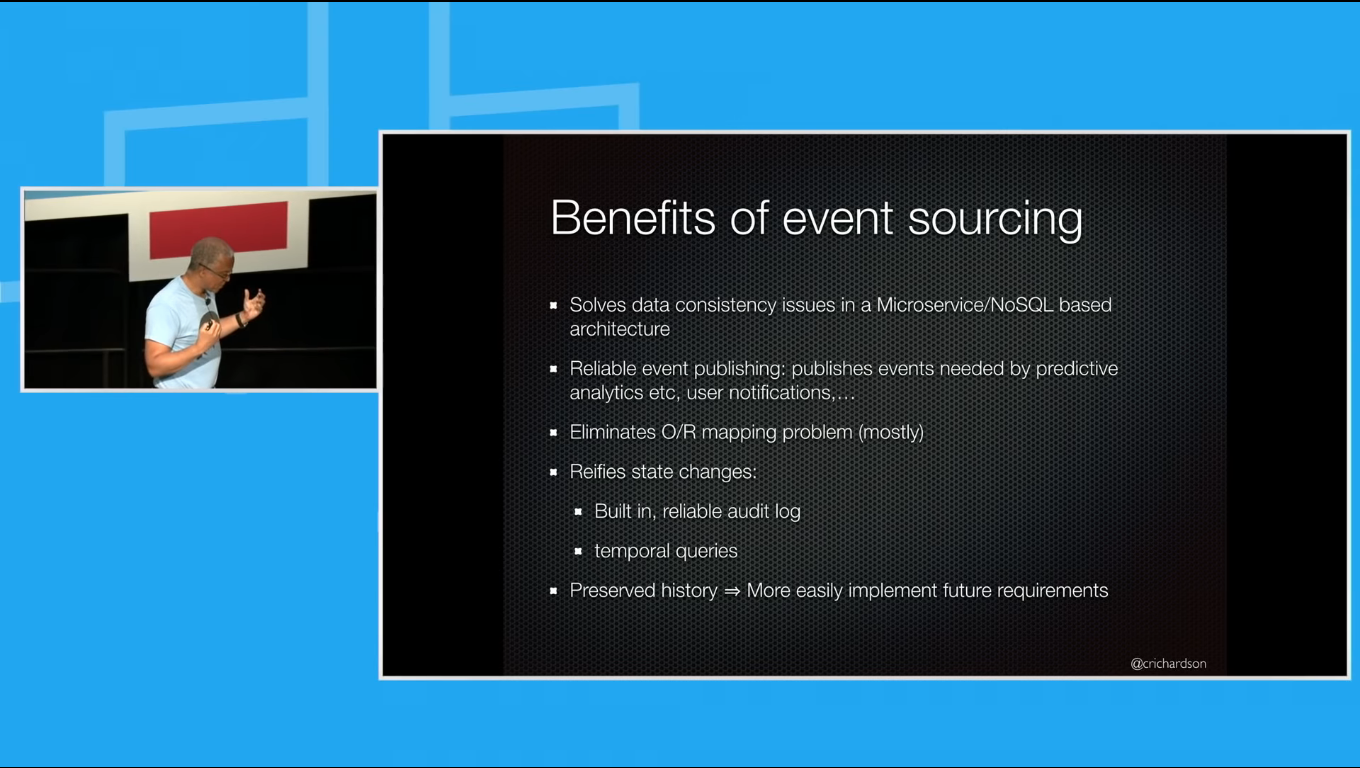 Benefits of event sourcing
Solves data consistency issues in a Microservice/NoSQL based
architecture
Reliable event publishing: publishes events needed by predictive
analytics etc, user notifications,...
Eliminates O/R mapping problem (mostly)
Reifies state changes:
Built in, reliable audit log
temporal queries
Preserved history ⇒ More easily implement future requirements
@crichardson